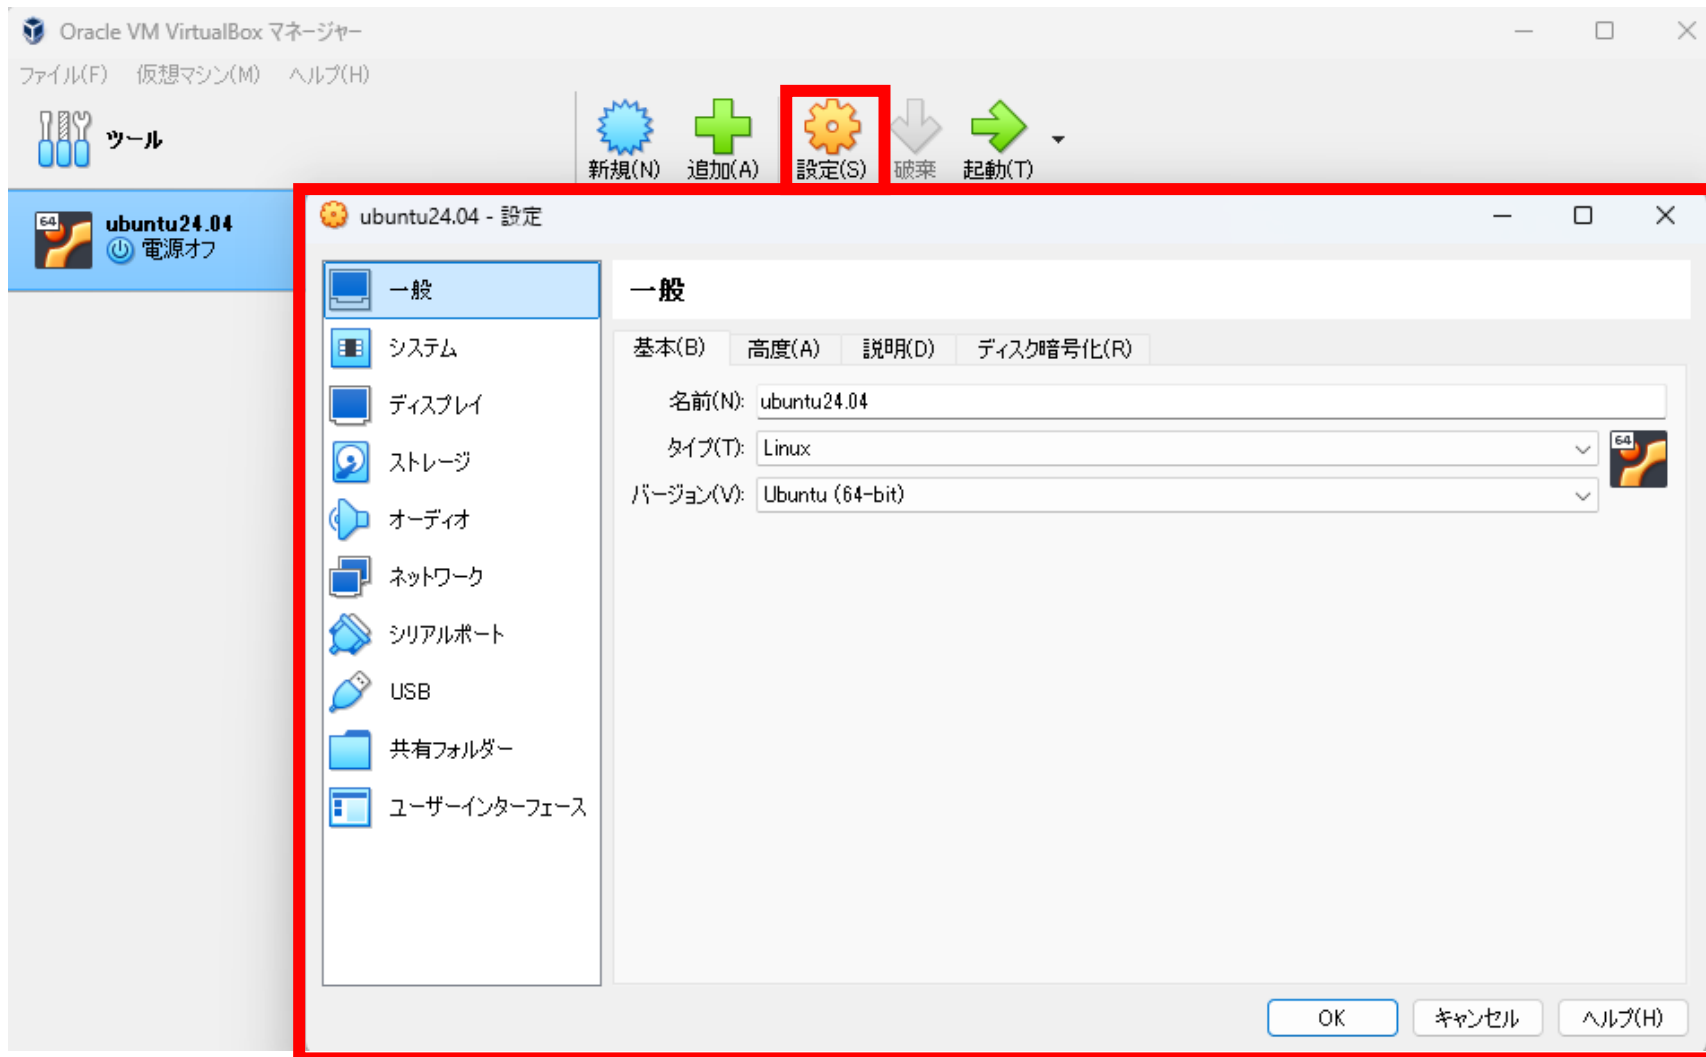 Oracle VM VirtualBox マネージャー
ファイル(F) 仮想マシン(M) ヘルプ(H)
ツール
新規(N) 追加(A) 設定(S) 破棄 起動(T)
64
ubuntu24.04
電源オフ
ubuntu24.04 - 設定
一般
システム
ディスプレイ
ストレージ
オーディオ
ネットワーク
シリアルポート
USB
共有フォルダー
ユーザーインターフェース
一般
基本(B) 高度(A) 説明(D) ディスク暗号化(R)
名前(N): ubuntu24.04
タイプ(T): Linux
64
バージョン(V): Ubuntu (64-bit)
OK キャンセル ヘルプ(H)